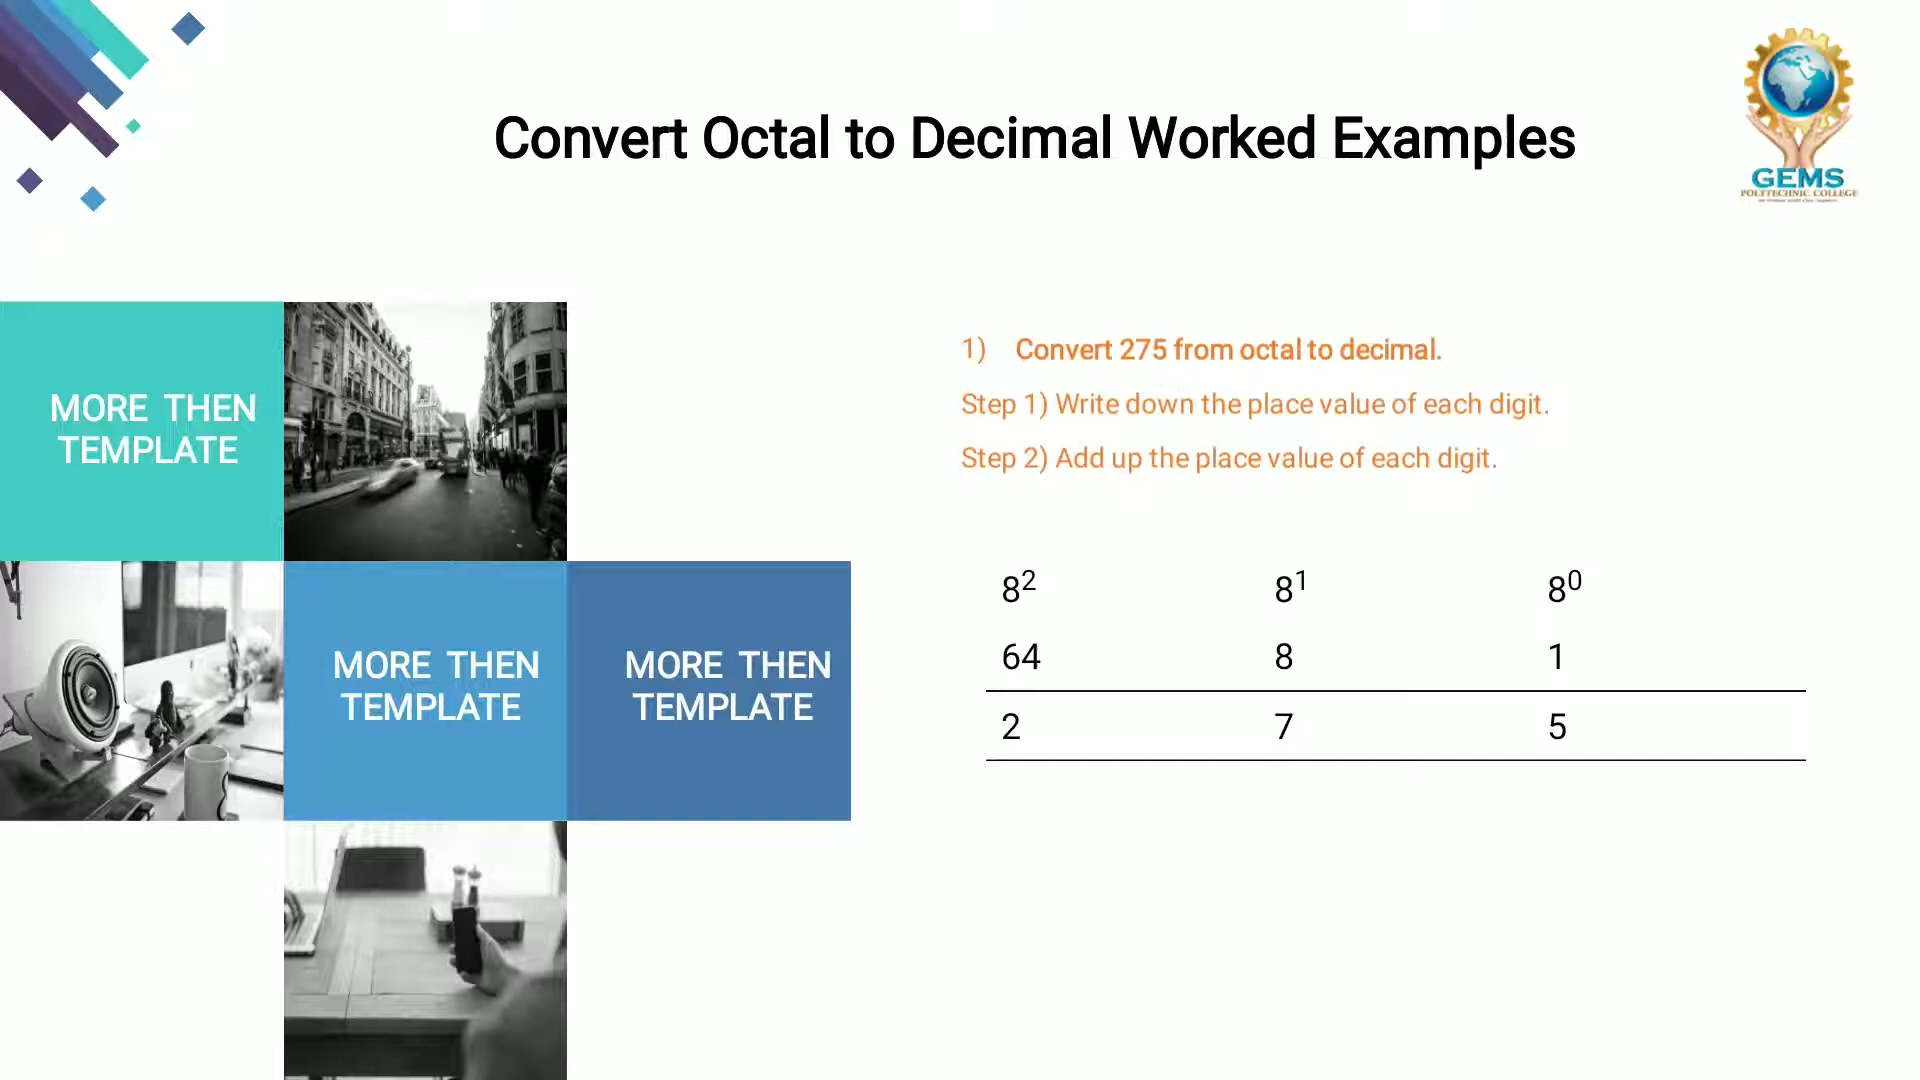 Convert Octal to Decimal Worked Examples
GEMS
POLYTECHNIC COLLEGE
MORE THEN
TEMPLATE
MORE THEN
TEMPLATE
MORE THEN
TEMPLATE
1) Convert 275 from octal to decimal.
Step 1) Write down the place value of each digit.
Step 2) Add up the place value of each digit.
8² 8¹ 8⁰
64 8 1
2 7 5